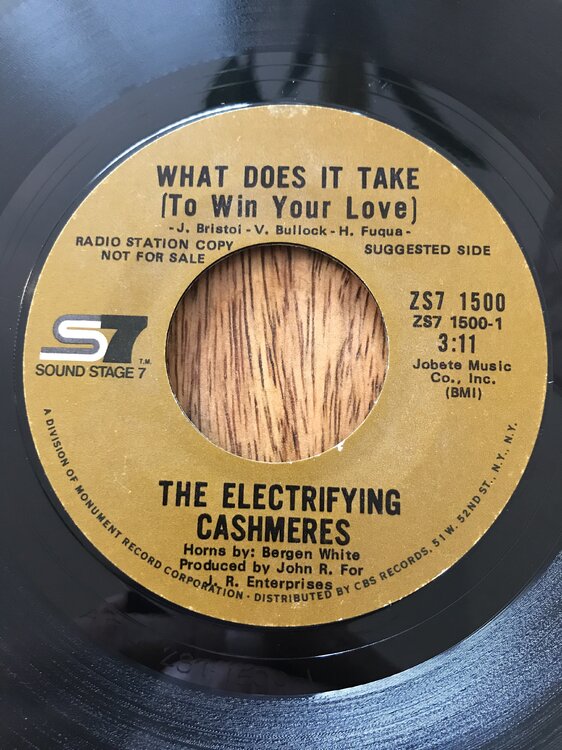 WHAT DOES IT TAKE
(To Win Your Love)
-J. Bristol-V. Bullock-H. Fuqua-
RADIO STATION COPY
NOT FOR SALE
SUGGESTED SIDE
ZS7 1500
ZS7 1500-1
3:11
Jobete Music
Co., Inc.
(BMI)
S7
T.M.
SOUND STAGE 7
THE ELECTRIFYING
CASHMERES
Horns by: Bergen White
Produced by John R. For
J. R. Enterprises
A DIVISION OF MONUMENT RECORD CORPORATION · DISTRIBUTED BY CBS RECORDS, 51 W. 52ND ST., N.Y., N.Y.